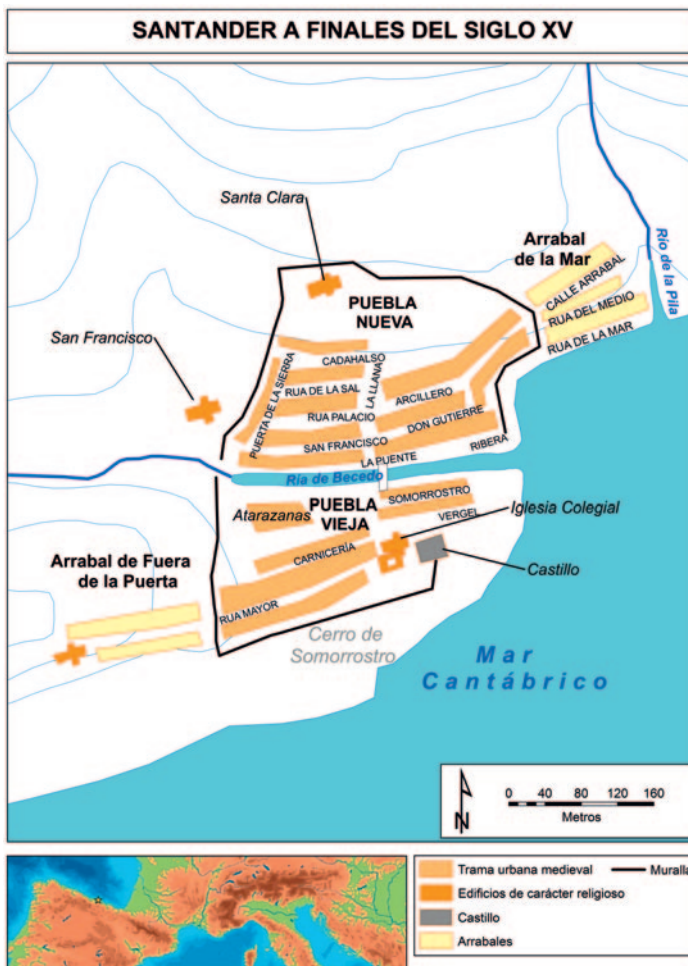 SANTANDER A FINALES DEL SIGLO XV
Santa Clara
Río de la Pila
Arrabal
de la Mar
CALLE ARRABAL
RUA DEL MEDIO
RUA DE LA MAR
PUEBLA
NUEVA
San Francisco
PUERTA DE LA SIERRA
CADAHALSO
RUA DE LA SAL
LA LLANA
ARCILLERO
RUA PALACIO
DON GUTIERRE
SAN FRANCISCO
LA PUENTE
RIBERA
Ría de Becedo
PUEBLA
VIEJA
Atarazanas
SOMORROSTRO
VERGEL
Iglesia Colegial
CARNICERÍA
Castillo
Arrabal de Fuera
de la Puerta
RUA MAYOR
Cerro de
Somorrostro
Mar
Cantábrico
N
0 40 80 120 160
Metros
Trama urbana medieval
Muralla
Edificios de carácter religioso
Castillo
Arrabales